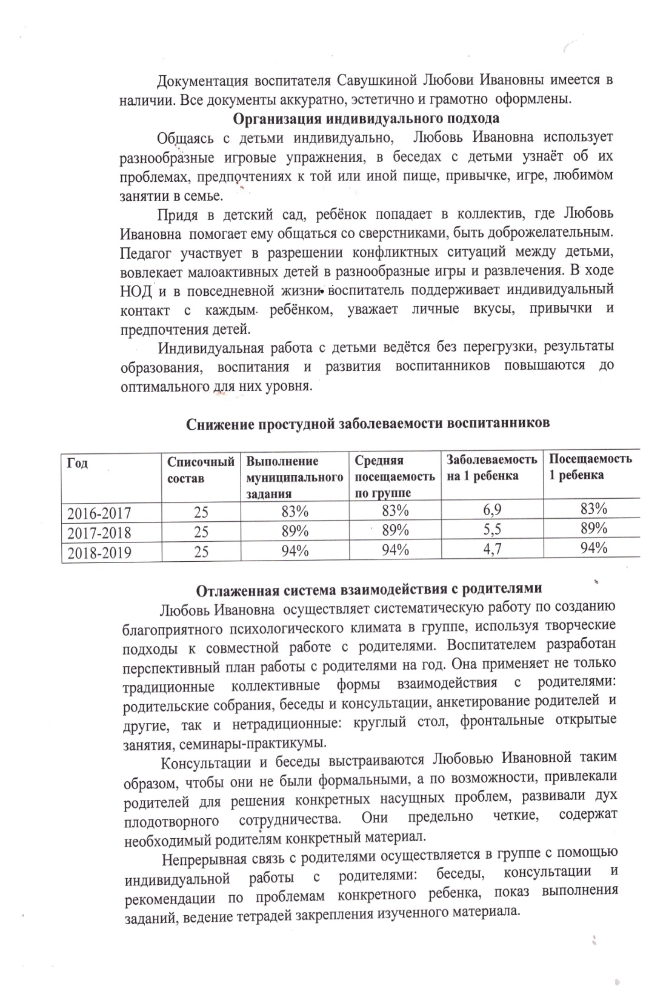 Документация воспитателя Савушкиной Любови Ивановны имеется в
наличии. Все документы аккуратно, эстетично и грамотно оформлены.
Организация индивидуального подхода
Общаясь с детьми индивидуально, Любовь Ивановна использует
разнообразные игровые упражнения, в беседах с детьми узнаёт об их
проблемах, предпочтениях к той или иной пище, привычке, игре, любимом
занятии в семье.
Придя в детский сад, ребёнок попадает в коллектив, где Любовь
Ивановна помогает ему общаться со сверстниками, быть доброжелательным.
Педагог участвует в разрешении конфликтных ситуаций между детьми,
вовлекает малоактивных детей в разнообразные игры и развлечения. В ходе
НОД и в повседневной жизни воспитатель поддерживает индивидуальный
контакт с каждым ребёнком, уважает личные вкусы, привычки и
предпочтения детей.
Индивидуальная работа с детьми ведётся без перегрузки, результаты
образования, воспитания и развития воспитанников повышаются до
оптимального для них уровня.
Снижение простудной заболеваемости воспитанников
Год Списочный состав Выполнение муниципального задания Средняя посещаемость по группе Заболеваемость на 1 ребенка Посещаемость 1 ребенка
2016-2017 25 83% 83% 6,9 83%
2017-2018 25 89% 89% 5,5 89%
2018-2019 25 94% 94% 4,7 94%
Отлаженная система взаимодействия с родителями
Любовь Ивановна осуществляет систематическую работу по созданию
благоприятного психологического климата в группе, используя творческие
подходы к совместной работе с родителями. Воспитателем разработан
перспективный план работы с родителями на год. Она применяет не только
традиционные коллективные формы взаимодействия с родителями:
родительские собрания, беседы и консультации, анкетирование родителей и
другие, так и нетрадиционные: круглый стол, фронтальные открытые
занятия, семинары-практикумы.
Консультации и беседы выстраиваются Любовью Ивановной таким
образом, чтобы они не были формальными, а по возможности, привлекали
родителей для решения конкретных насущных проблем, развивали дух
плодотворного сотрудничества. Они предельно четкие, содержат
необходимый родителям конкретный материал.
Непрерывная связь с родителями осуществляется в группе с помощью
индивидуальной работы с родителями: беседы, консультации и
рекомендации по проблемам конкретного ребенка, показ выполнения
заданий, ведение тетрадей закрепления изученного материала.